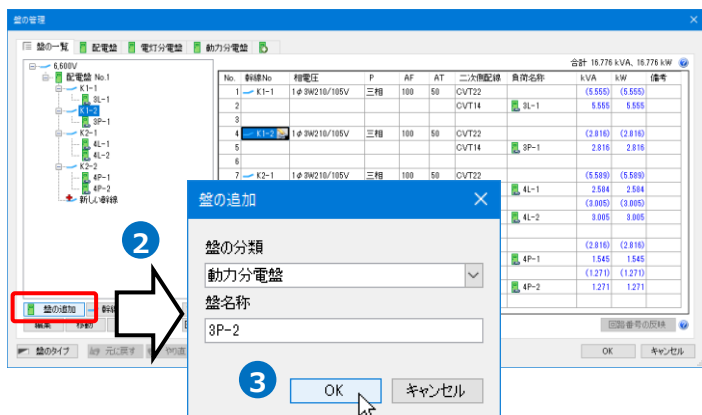 盤の管理
盤の一覧 配電盤 電灯分電盤 動力分電盤
合計 16.776 kVA、16.776 kW
6,600V
配電盤 No.1
K1-1
3L-1
K1-2
3P-1
K2-1
4L-1
4L-2
K2-2
4P-1
4P-2
新しい幹線
No. 幹線No 相電圧 P AF AT 二次側配線 負荷名称 kVA kW 備考
1 K1-1 1φ3W210/105V 三相 100 50 CVT22 (5.555) (5.555)
2 CVT14 3L-1 5.555 5.555
3
4 K1-2 1φ3W210/105V 三相 100 50 CVT22 (2.816) (2.816)
5 CVT14 3P-1 2.816 2.816
6
7 K2-1 1φ3W210/105V 三相 100 50 CVT22 (5.589) (5.589)
4L-1 2.584 2.584
(3.005) (3.005)
4L-2 3.005 3.005
(2.816) (2.816)
4P-1 1.545 1.545
(1.271) (1.271)
4P-2 1.271 1.271
盤の追加
盤の分類
動力分電盤
盤名称
3P-2
OK キャンセル
2
3
盤の追加 幹線
編集 移動
回路番号の反映
盤のタイプ 元に戻す やり直
OK キャンセル